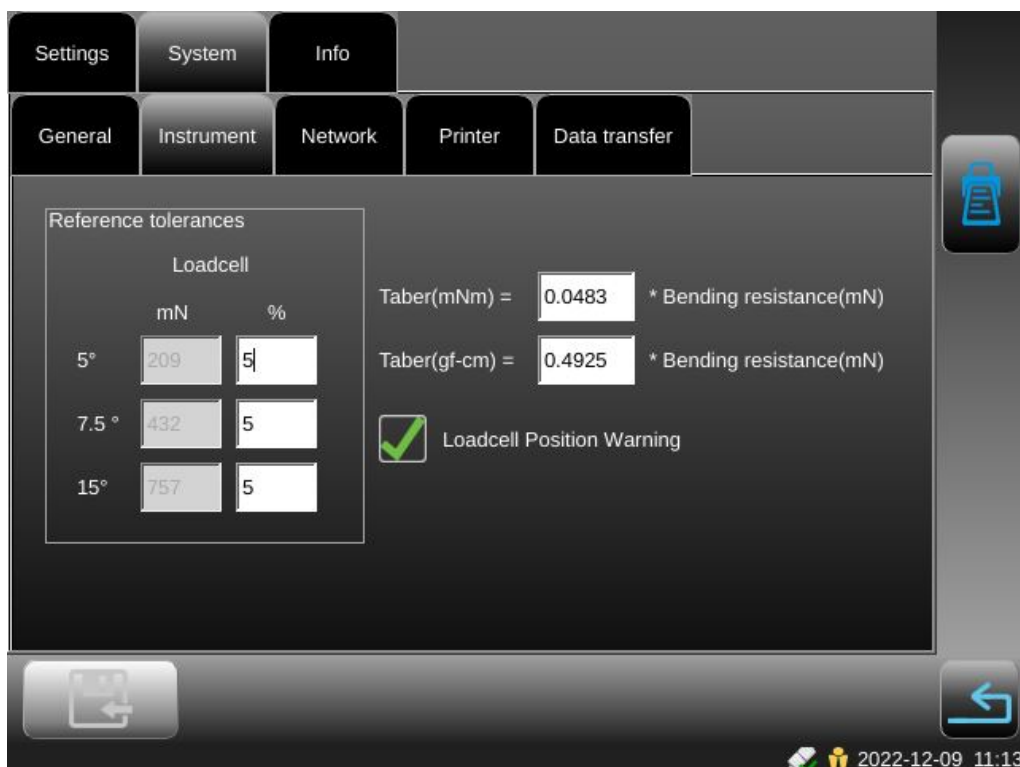 Settings System Info
General Instrument Network Printer Data transfer
Reference tolerances
Loadcell
mN %
5° 209 5
7.5 ° 432 5
15° 757 5
Taber(mNm) = 0.0483 * Bending resistance(mN)
Taber(gf-cm) = 0.4925 * Bending resistance(mN)
Loadcell Position Warning
2022-12-09 11:13